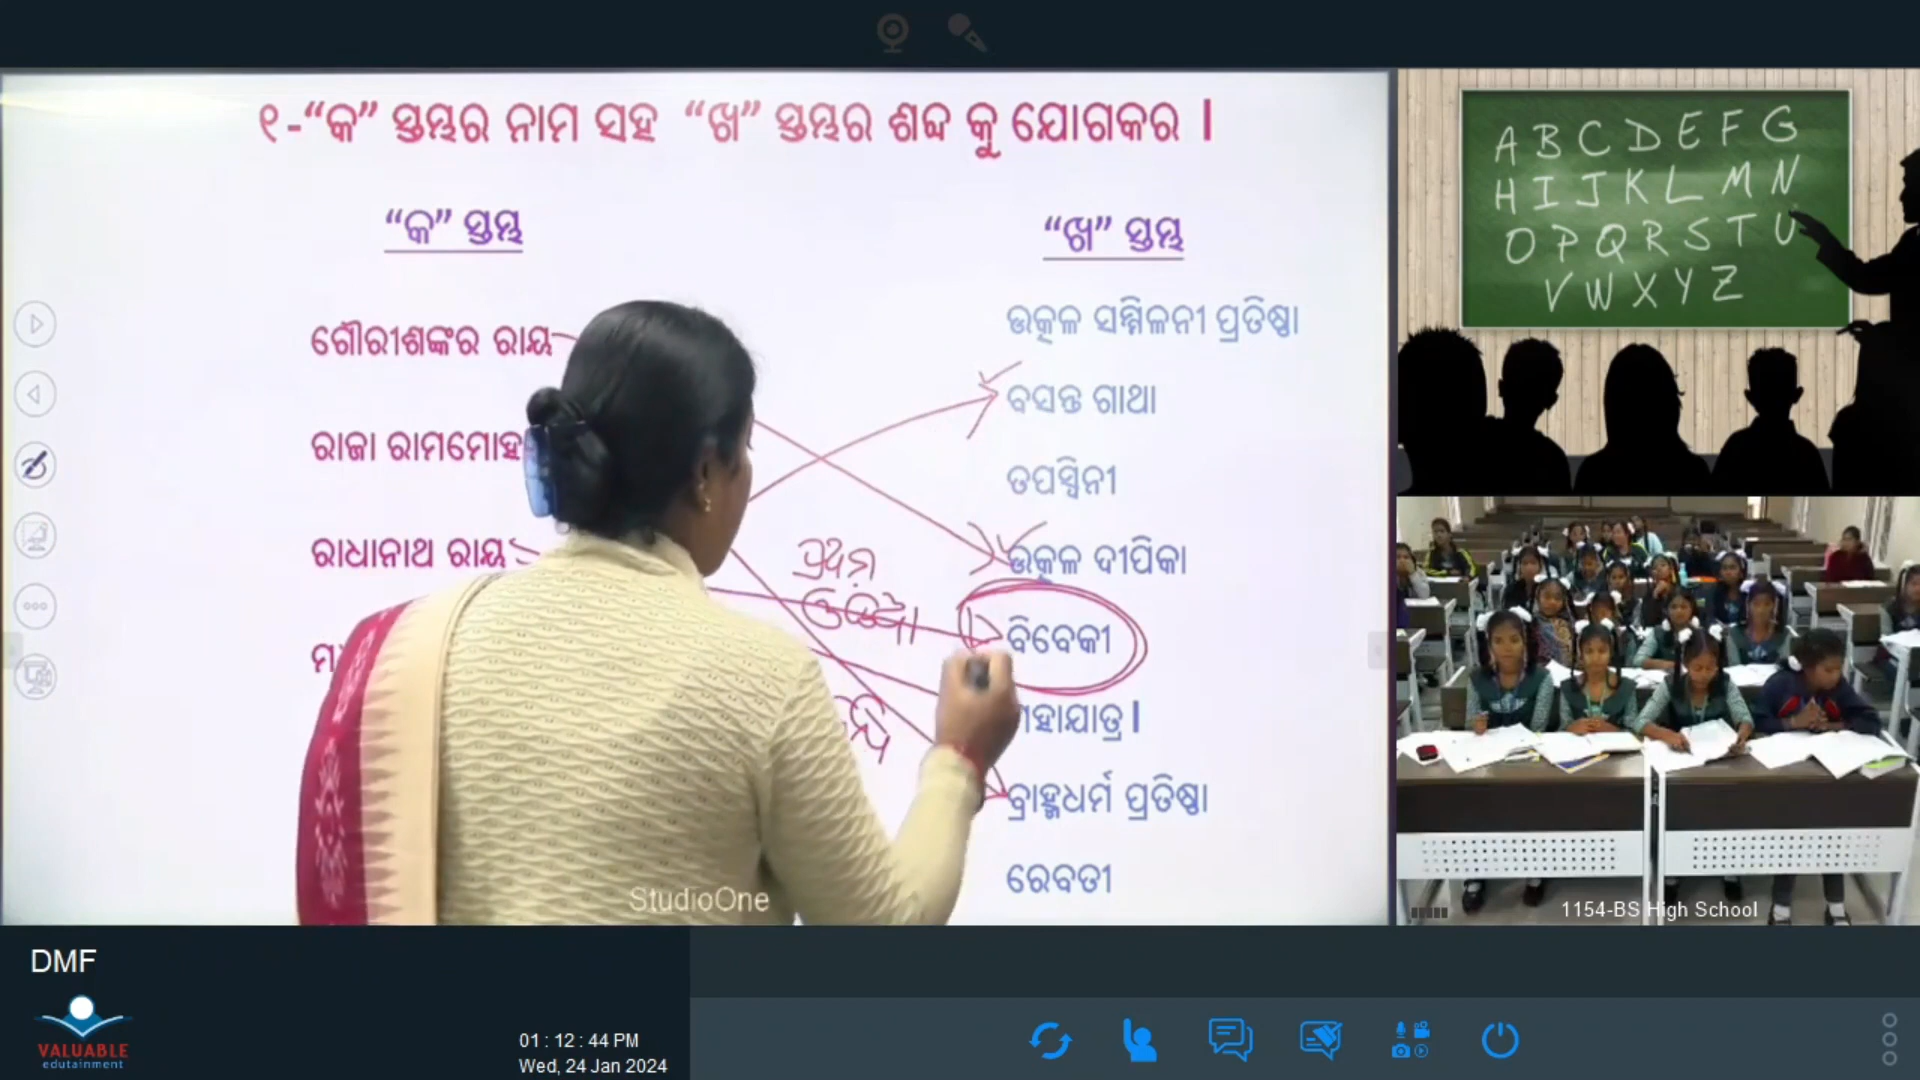 ୧-“କ” ସ୍ତମ୍ଭର ନାମ ସହ “ଖ” ସ୍ତମ୍ଭର ଶବ୍ଦ କୁ ଯୋଗକର ।
“କ” ସ୍ତମ୍ଭ
“ଖ” ସ୍ତମ୍ଭ
ଗୌରୀଶଙ୍କର ରାୟ
ରାଜା ରାମମୋହ
ରାଧାନାଥ ରାୟ
ଉତ୍କଳ ସମ୍ମିଳନୀ ପ୍ରତିଷ୍ଠା
ବସନ୍ତ ଗାଥା
ତପସ୍ୱିନୀ
ଉତ୍କଳ ଦୀପିକା
ବିବେକୀ
ମହାଯାତ୍ରା
ବ୍ରାହ୍ମଧର୍ମ ପ୍ରତିଷ୍ଠା
ରେବତୀ
ପ୍ରଥମ
StudioOne
A B C D E F G
H I J K L M N
O P Q R S T U
V W X Y Z
1154-BS High School
DMF
VALUABLE
edutainment
01 : 12 : 44 PM
Wed, 24 Jan 2024